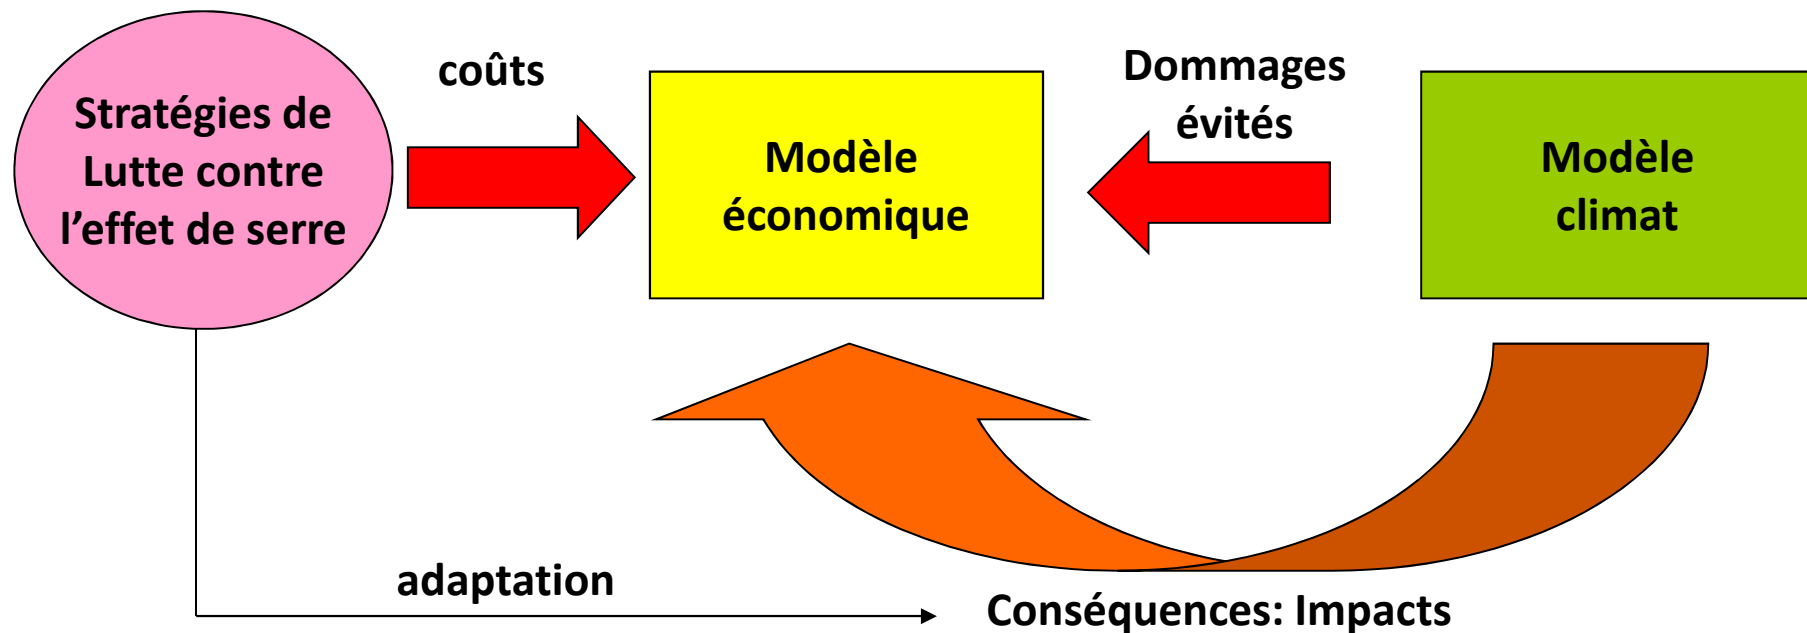 Stratégies de
Lutte contre
l’effet de serre
coûts
Modèle
économique
Dommages
évités
Modèle
climat
adaptation
Conséquences: Impacts